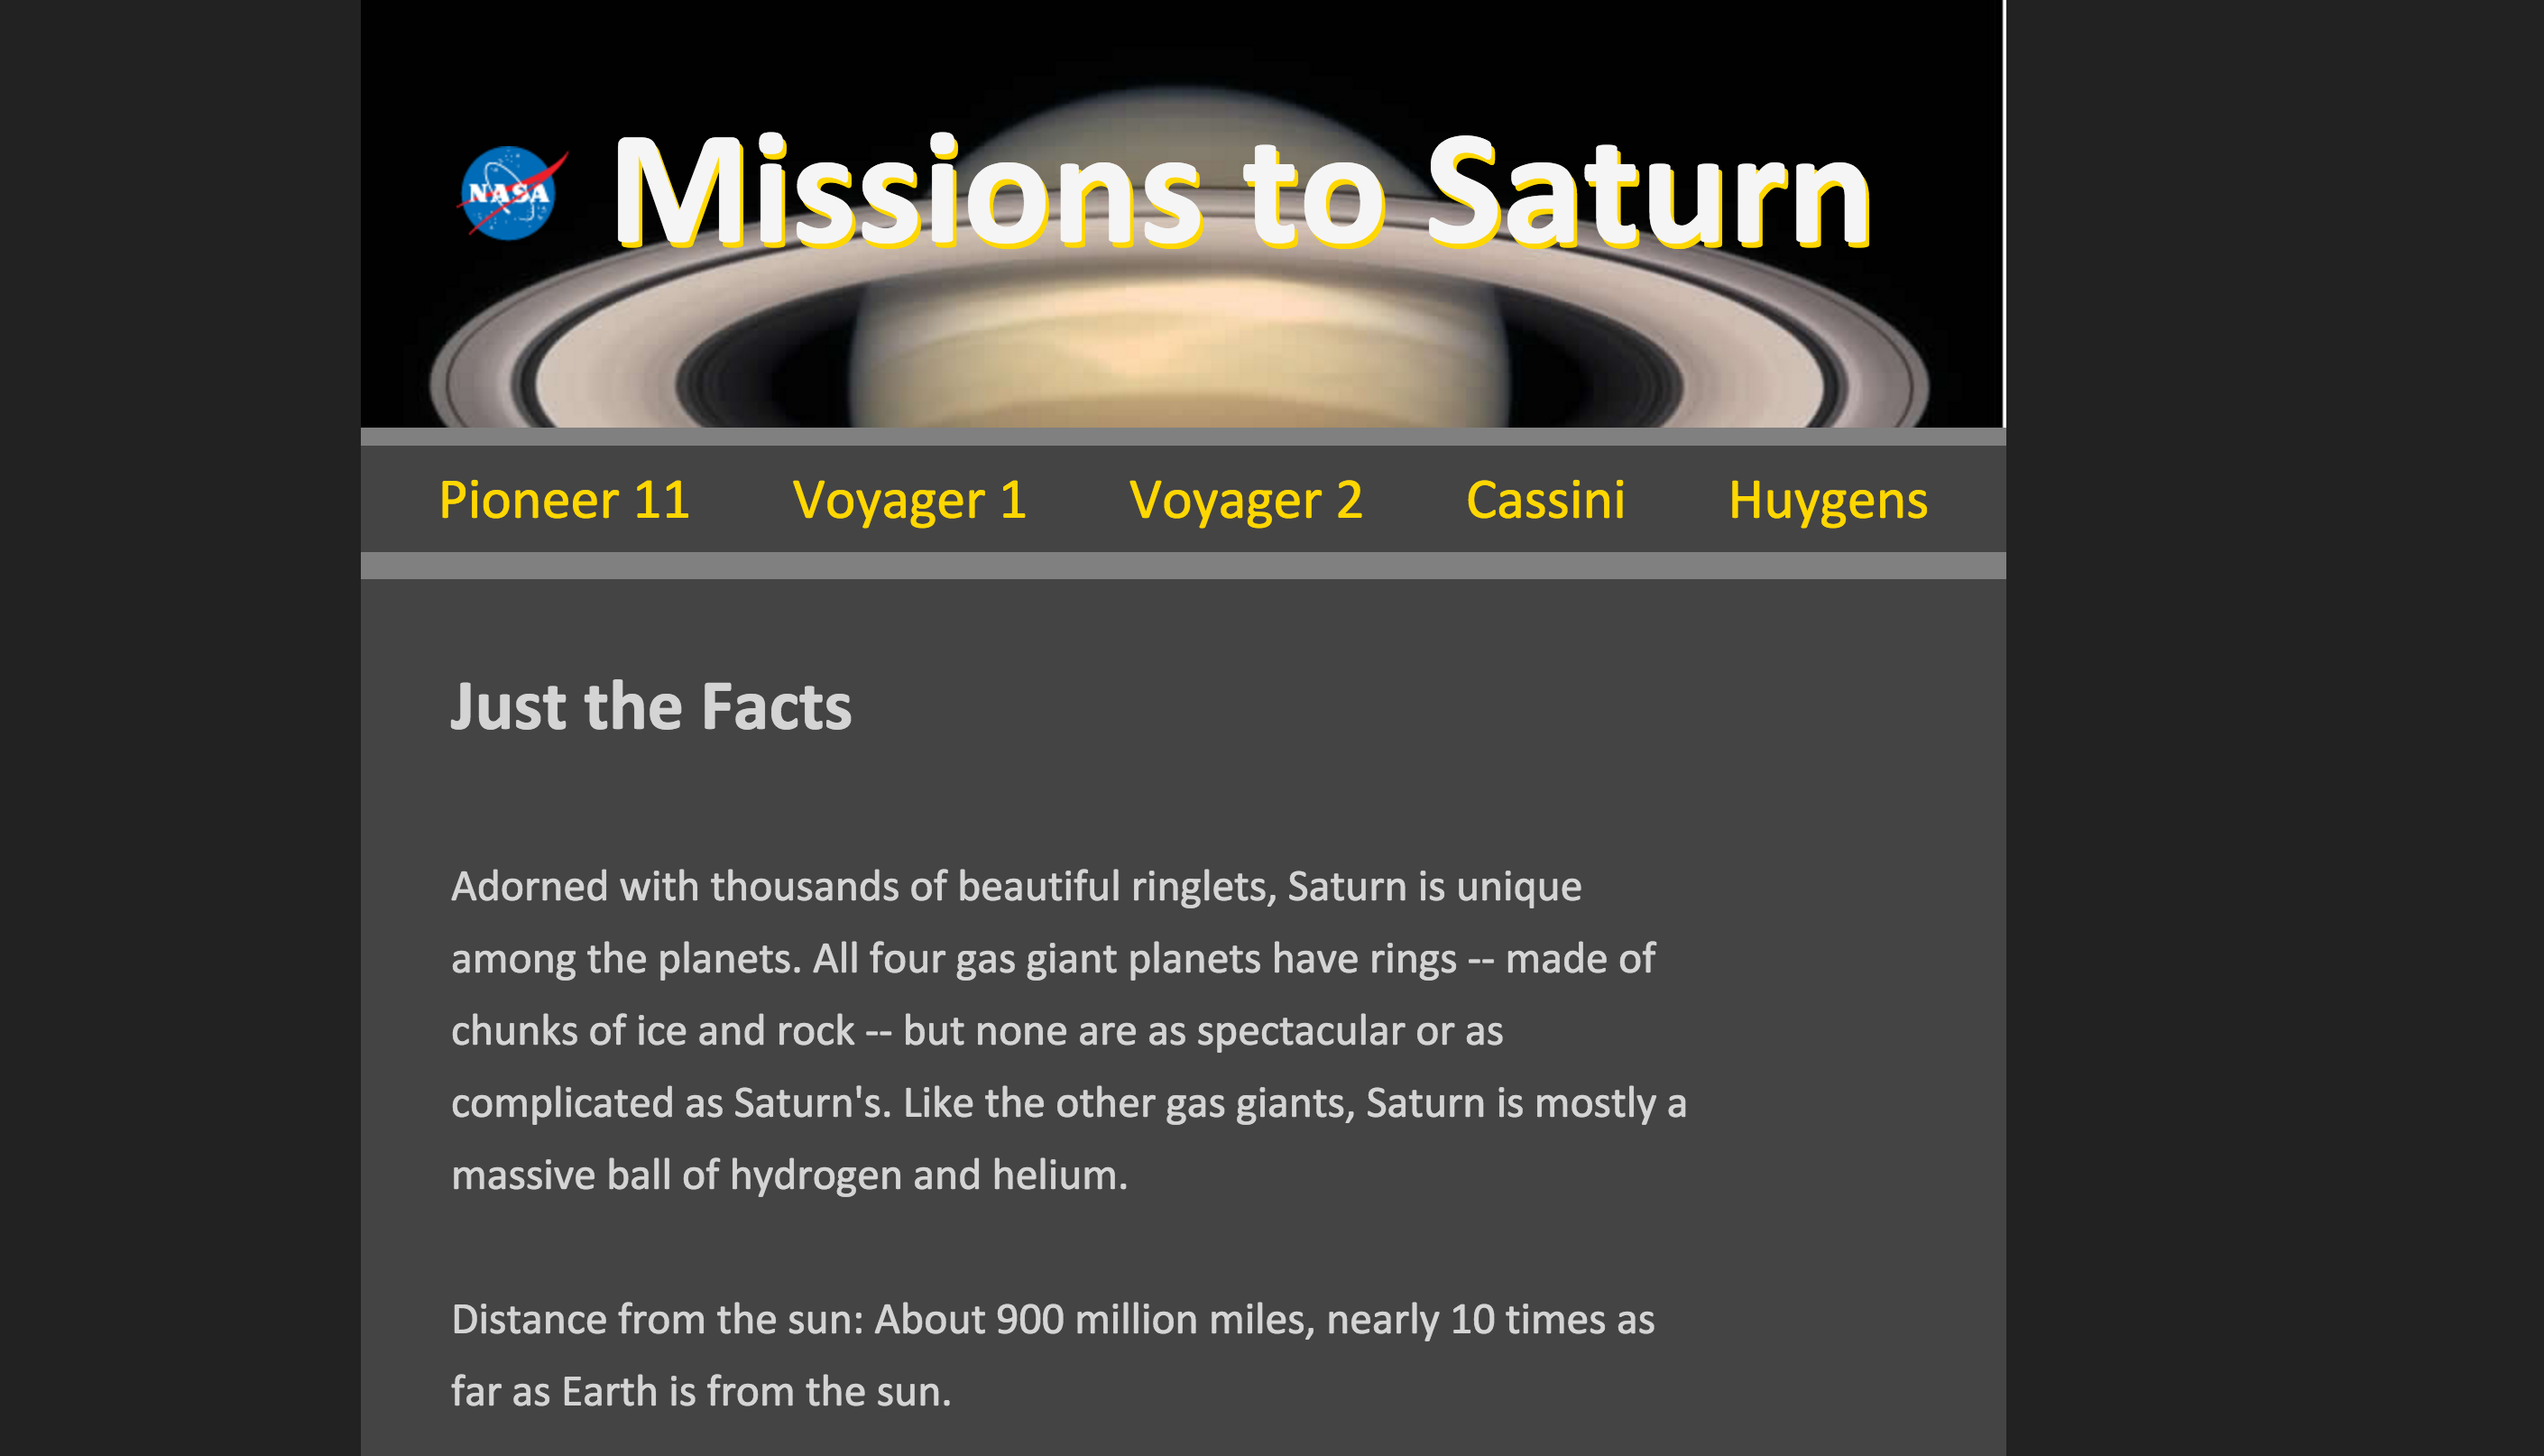 NASA
Missions to Saturn
Pioneer 11 Voyager 1 Voyager 2 Cassini Huygens
Just the Facts
Adorned with thousands of beautiful ringlets, Saturn is unique
among the planets. All four gas giant planets have rings -- made of
chunks of ice and rock -- but none are as spectacular or as
complicated as Saturn's. Like the other gas giants, Saturn is mostly a
massive ball of hydrogen and helium.
Distance from the sun: About 900 million miles, nearly 10 times as
far as Earth is from the sun.